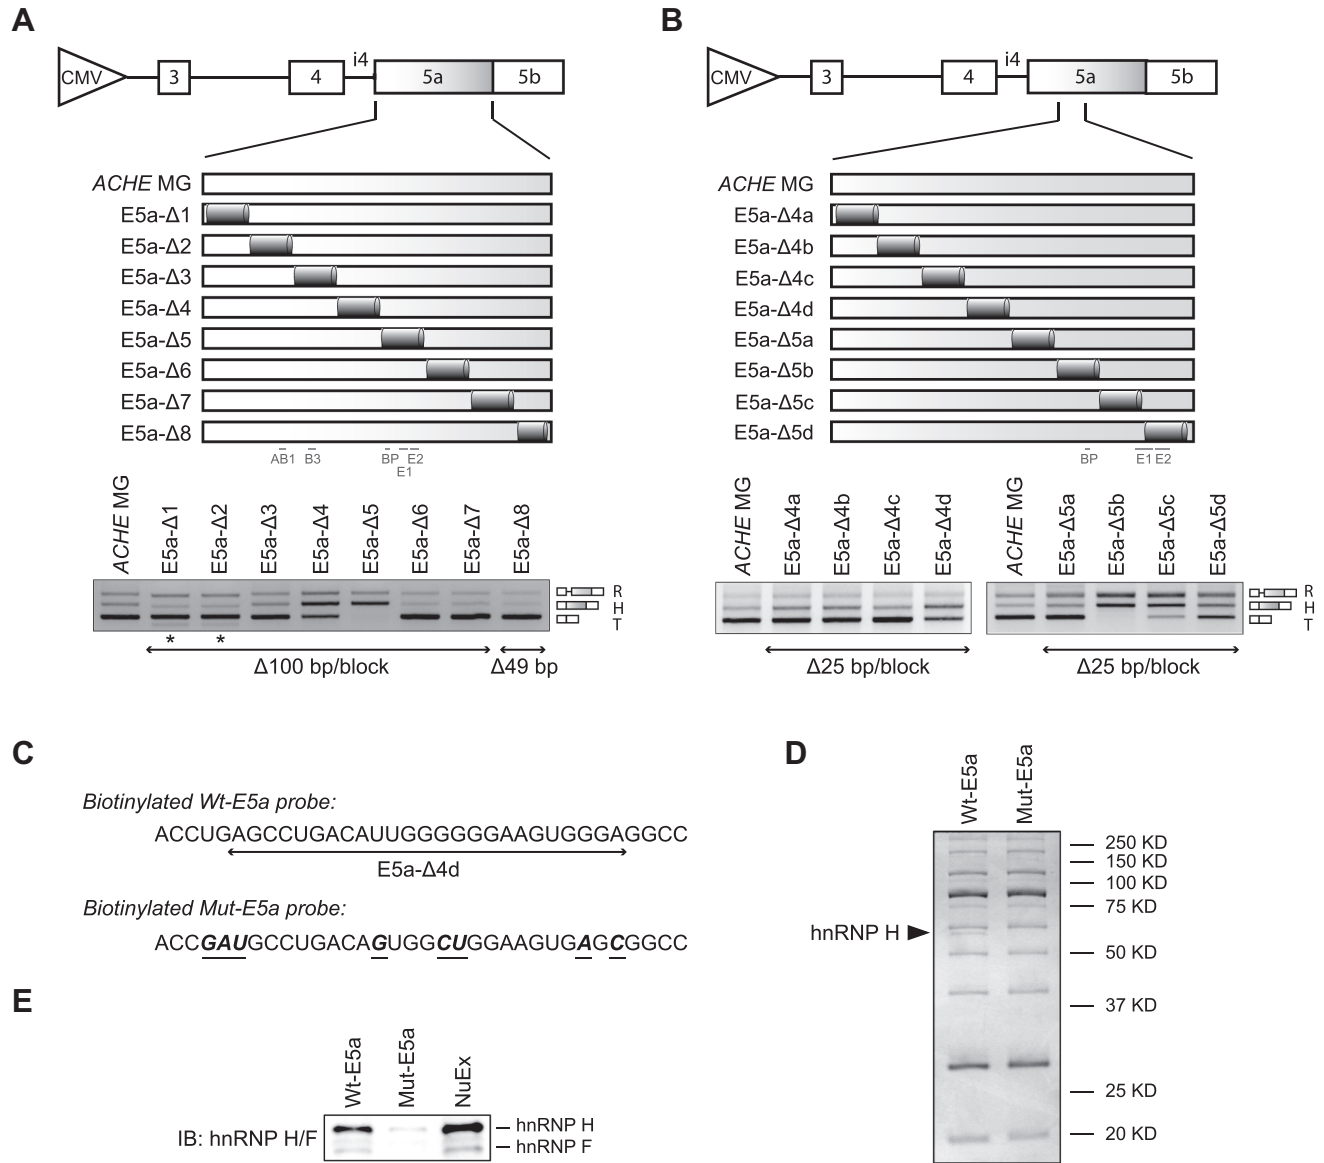 A
CMV 3 4 i4 5a 5b
ACHE MG
E5a-Δ1
E5a-Δ2
E5a-Δ3
E5a-Δ4
E5a-Δ5
E5a-Δ6
E5a-Δ7
E5a-Δ8
AB1 B3 BP E1 E2
ACHE MG E5a-Δ1 E5a-Δ2 E5a-Δ3 E5a-Δ4 E5a-Δ5 E5a-Δ6 E5a-Δ7 E5a-Δ8
R
H
T
* *
Δ100 bp/block Δ49 bp
B
CMV 3 4 i4 5a 5b
ACHE MG
E5a-Δ4a
E5a-Δ4b
E5a-Δ4c
E5a-Δ4d
E5a-Δ5a
E5a-Δ5b
E5a-Δ5c
E5a-Δ5d
BP E1 E2
ACHE MG E5a-Δ4a E5a-Δ4b E5a-Δ4c E5a-Δ4d ACHE MG E5a-Δ5a E5a-Δ5b E5a-Δ5c E5a-Δ5d
R
H
T
Δ25 bp/block Δ25 bp/block
C
Biotinylated Wt-E5a probe:
ACCUGAGCCUGACAUUGGGGGGAAGUGGGAGGCC
E5a-Δ4d
Biotinylated Mut-E5a probe:
ACCGAUGCCUGACAGUGGCUGGAAGUGAGCGGCC
D
Wt-E5a Mut-E5a
250 KD
150 KD
100 KD
75 KD
hnRNP H
50 KD
37 KD
25 KD
20 KD
E
Wt-E5a Mut-E5a NuEx
IB: hnRNP H/F
hnRNP H
hnRNP F